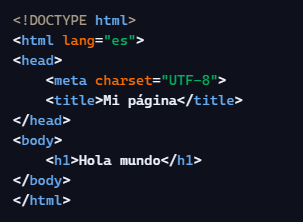 <!DOCTYPE html>
<html lang="es">
<head>
    <meta charset="UTF-8">
    <title>Mi página</title>
</head>
<body>
    <h1>Hola mundo</h1>
</body>
</html>